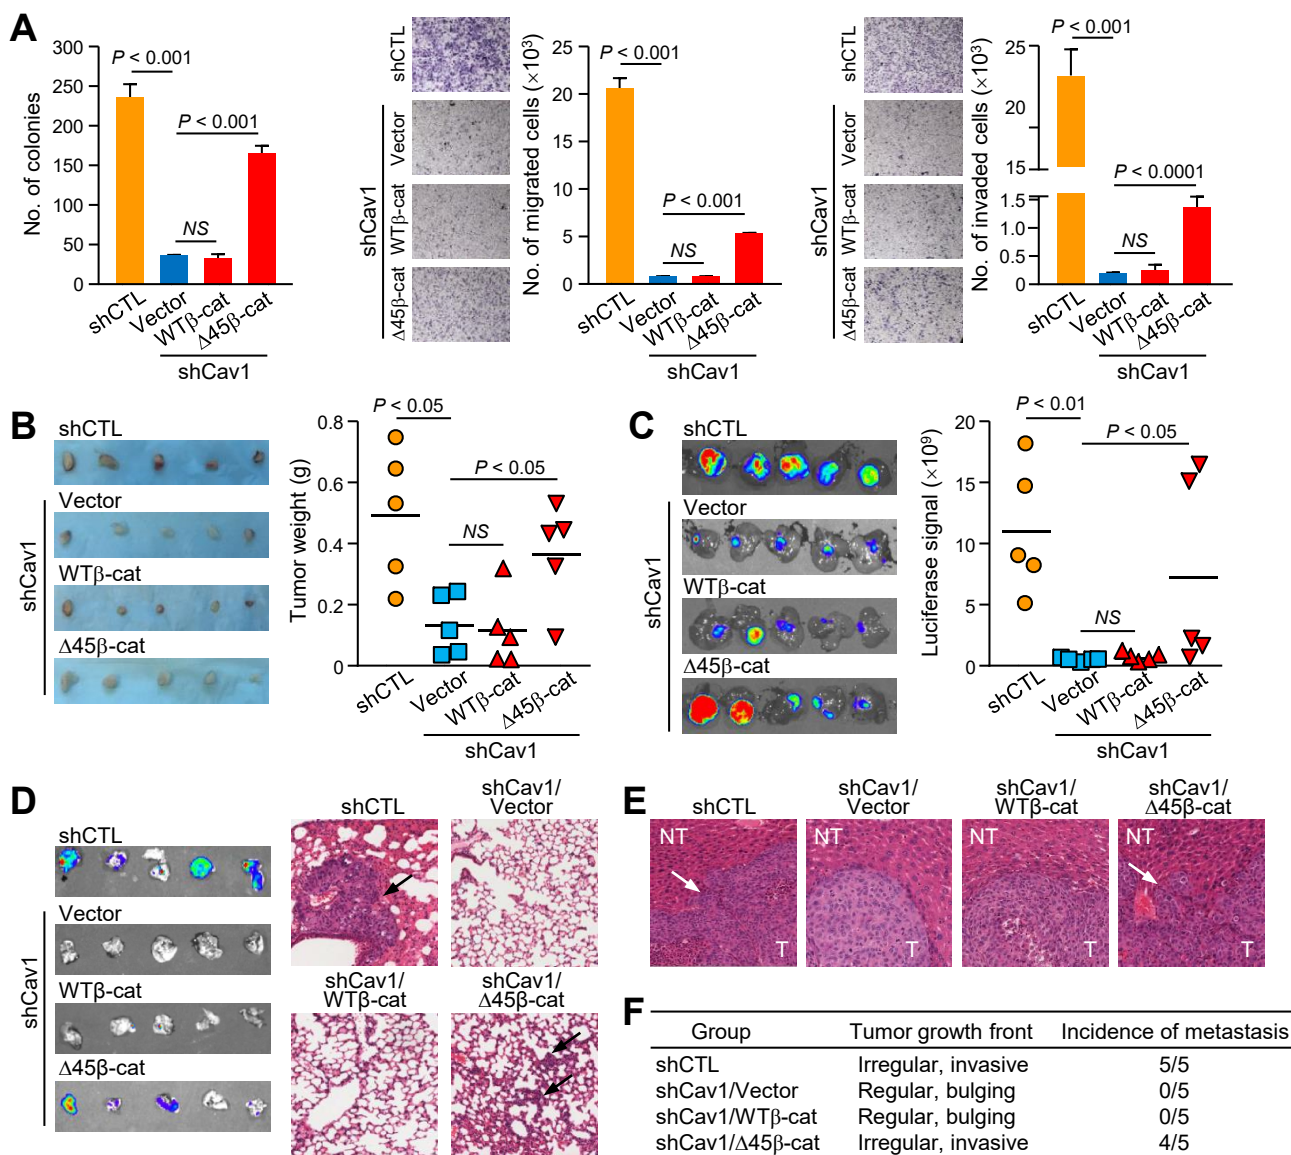 A
No. of colonies
300
250
200
150
100
50
0
P < 0.001
P < 0.001
NS
shCTL
Vector
WTβ-cat
Δ45β-cat
shCav1
shCTL
Vector
WTβ-cat
Δ45β-cat
shCav1
No. of migrated cells (×10³)
25
20
15
10
5
0
P < 0.001
P < 0.001
NS
shCTL
Vector
WTβ-cat
Δ45β-cat
shCav1
shCTL
Vector
WTβ-cat
Δ45β-cat
shCav1
No. of invaded cells (×10³)
25
20
15
1.5
1.0
0.5
0
P < 0.001
P < 0.0001
NS
shCTL
Vector
WTβ-cat
Δ45β-cat
shCav1
B
shCTL
Vector
WTβ-cat
Δ45β-cat
shCav1
Tumor weight (g)
0.8
0.6
0.4
0.2
0
P < 0.05
P < 0.05
NS
shCTL
Vector
WTβ-cat
Δ45β-cat
shCav1
C
shCTL
Vector
WTβ-cat
Δ45β-cat
shCav1
Luciferase signal (×10⁹)
20
15
10
5
0
P < 0.01
P < 0.05
NS
shCTL
Vector
WTβ-cat
Δ45β-cat
shCav1
D
shCTL
Vector
WTβ-cat
Δ45β-cat
shCav1
shCTL
shCav1/
Vector
shCav1/
WTβ-cat
shCav1/
Δ45β-cat
E
shCTL
shCav1/
Vector
shCav1/
WTβ-cat
shCav1/
Δ45β-cat
NT
T
NT
T
NT
T
NT
T
F
Group Tumor growth front Incidence of metastasis
shCTL Irregular, invasive 5/5
shCav1/Vector Regular, bulging 0/5
shCav1/WTβ-cat Regular, bulging 0/5
shCav1/Δ45β-cat Irregular, invasive 4/5